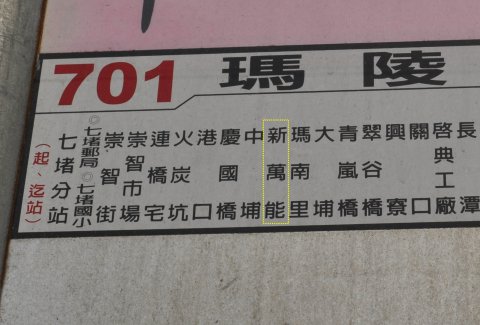 701 瑪陵
(起、迄站)
七堵分站
◎七堵郵局◎七堵國小
崇智街
崇智市場
連橋宅
火炭坑
港口
慶國橋
中埔
新萬能
瑪南里
大埔
青嵐橋
翠谷橋
興寮
關口
啓典工廠
長潭